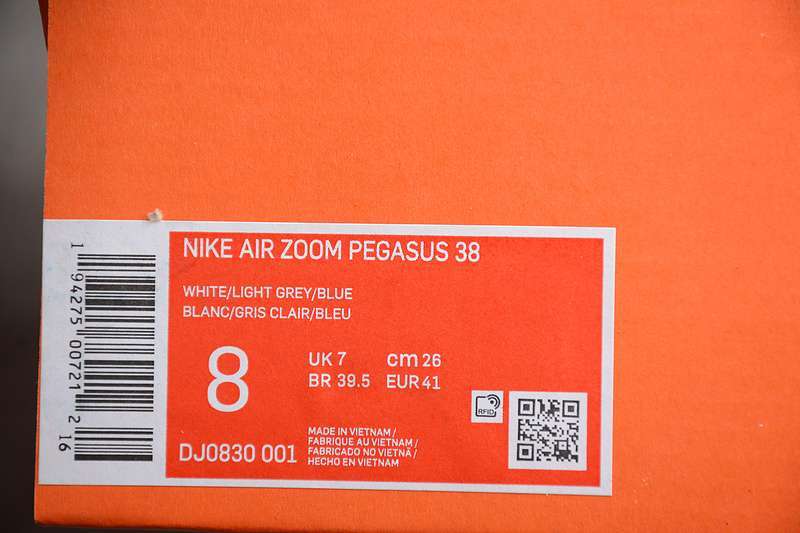 NIKE AIR ZOOM PEGASUS 38
WHITE/LIGHT GREY/BLUE
BLANC/GRIS CLAIR/BLEU
8
UK 7 cm 26
BR 39.5 EUR 41
RFID
DJ0830 001
MADE IN VIETNAM /
FABRIQUE AU VIETNAM /
FABRICADO NO VIETNÃ /
HECHO EN VIETNAM
1 94275 00721 2 16